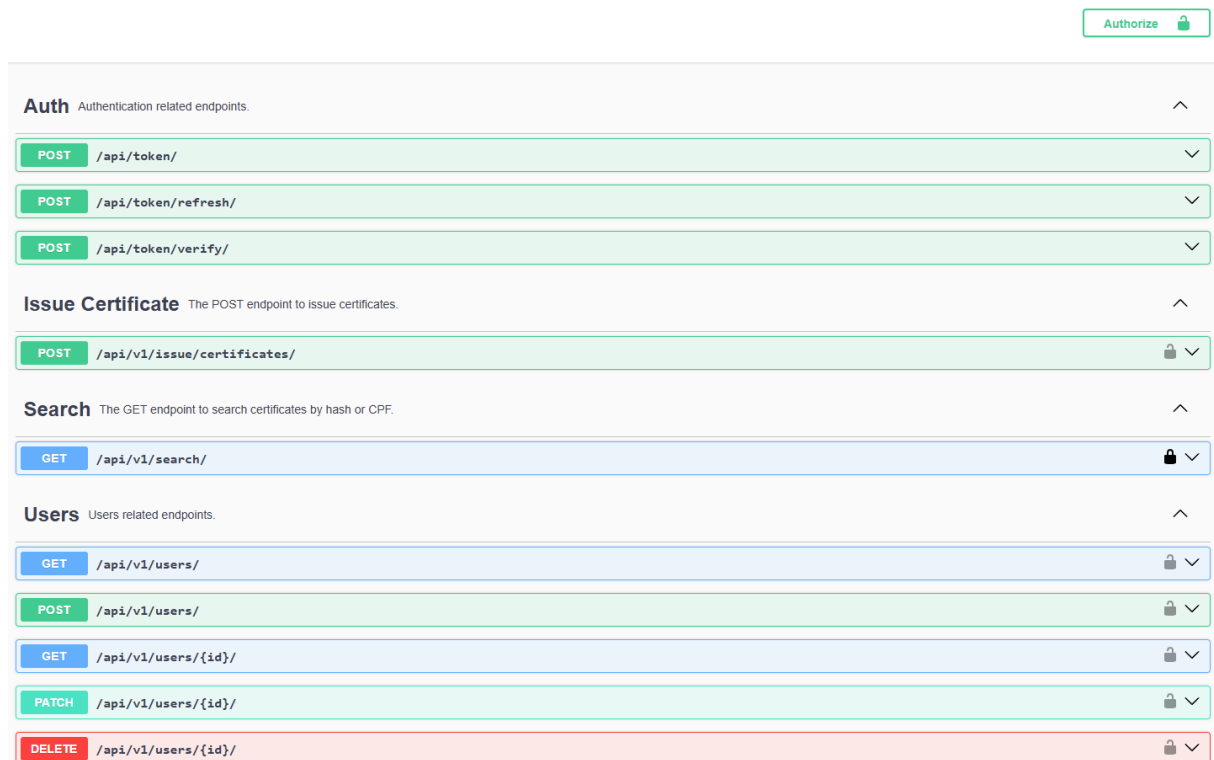 Authorize
Auth Authentication related endpoints.
POST /api/token/
POST /api/token/refresh/
POST /api/token/verify/
Issue Certificate The POST endpoint to issue certificates.
POST /api/v1/issue/certificates/
Search The GET endpoint to search certificates by hash or CPF.
GET /api/v1/search/
Users Users related endpoints.
GET /api/v1/users/
POST /api/v1/users/
GET /api/v1/users/{id}/
PATCH /api/v1/users/{id}/
DELETE /api/v1/users/{id}/